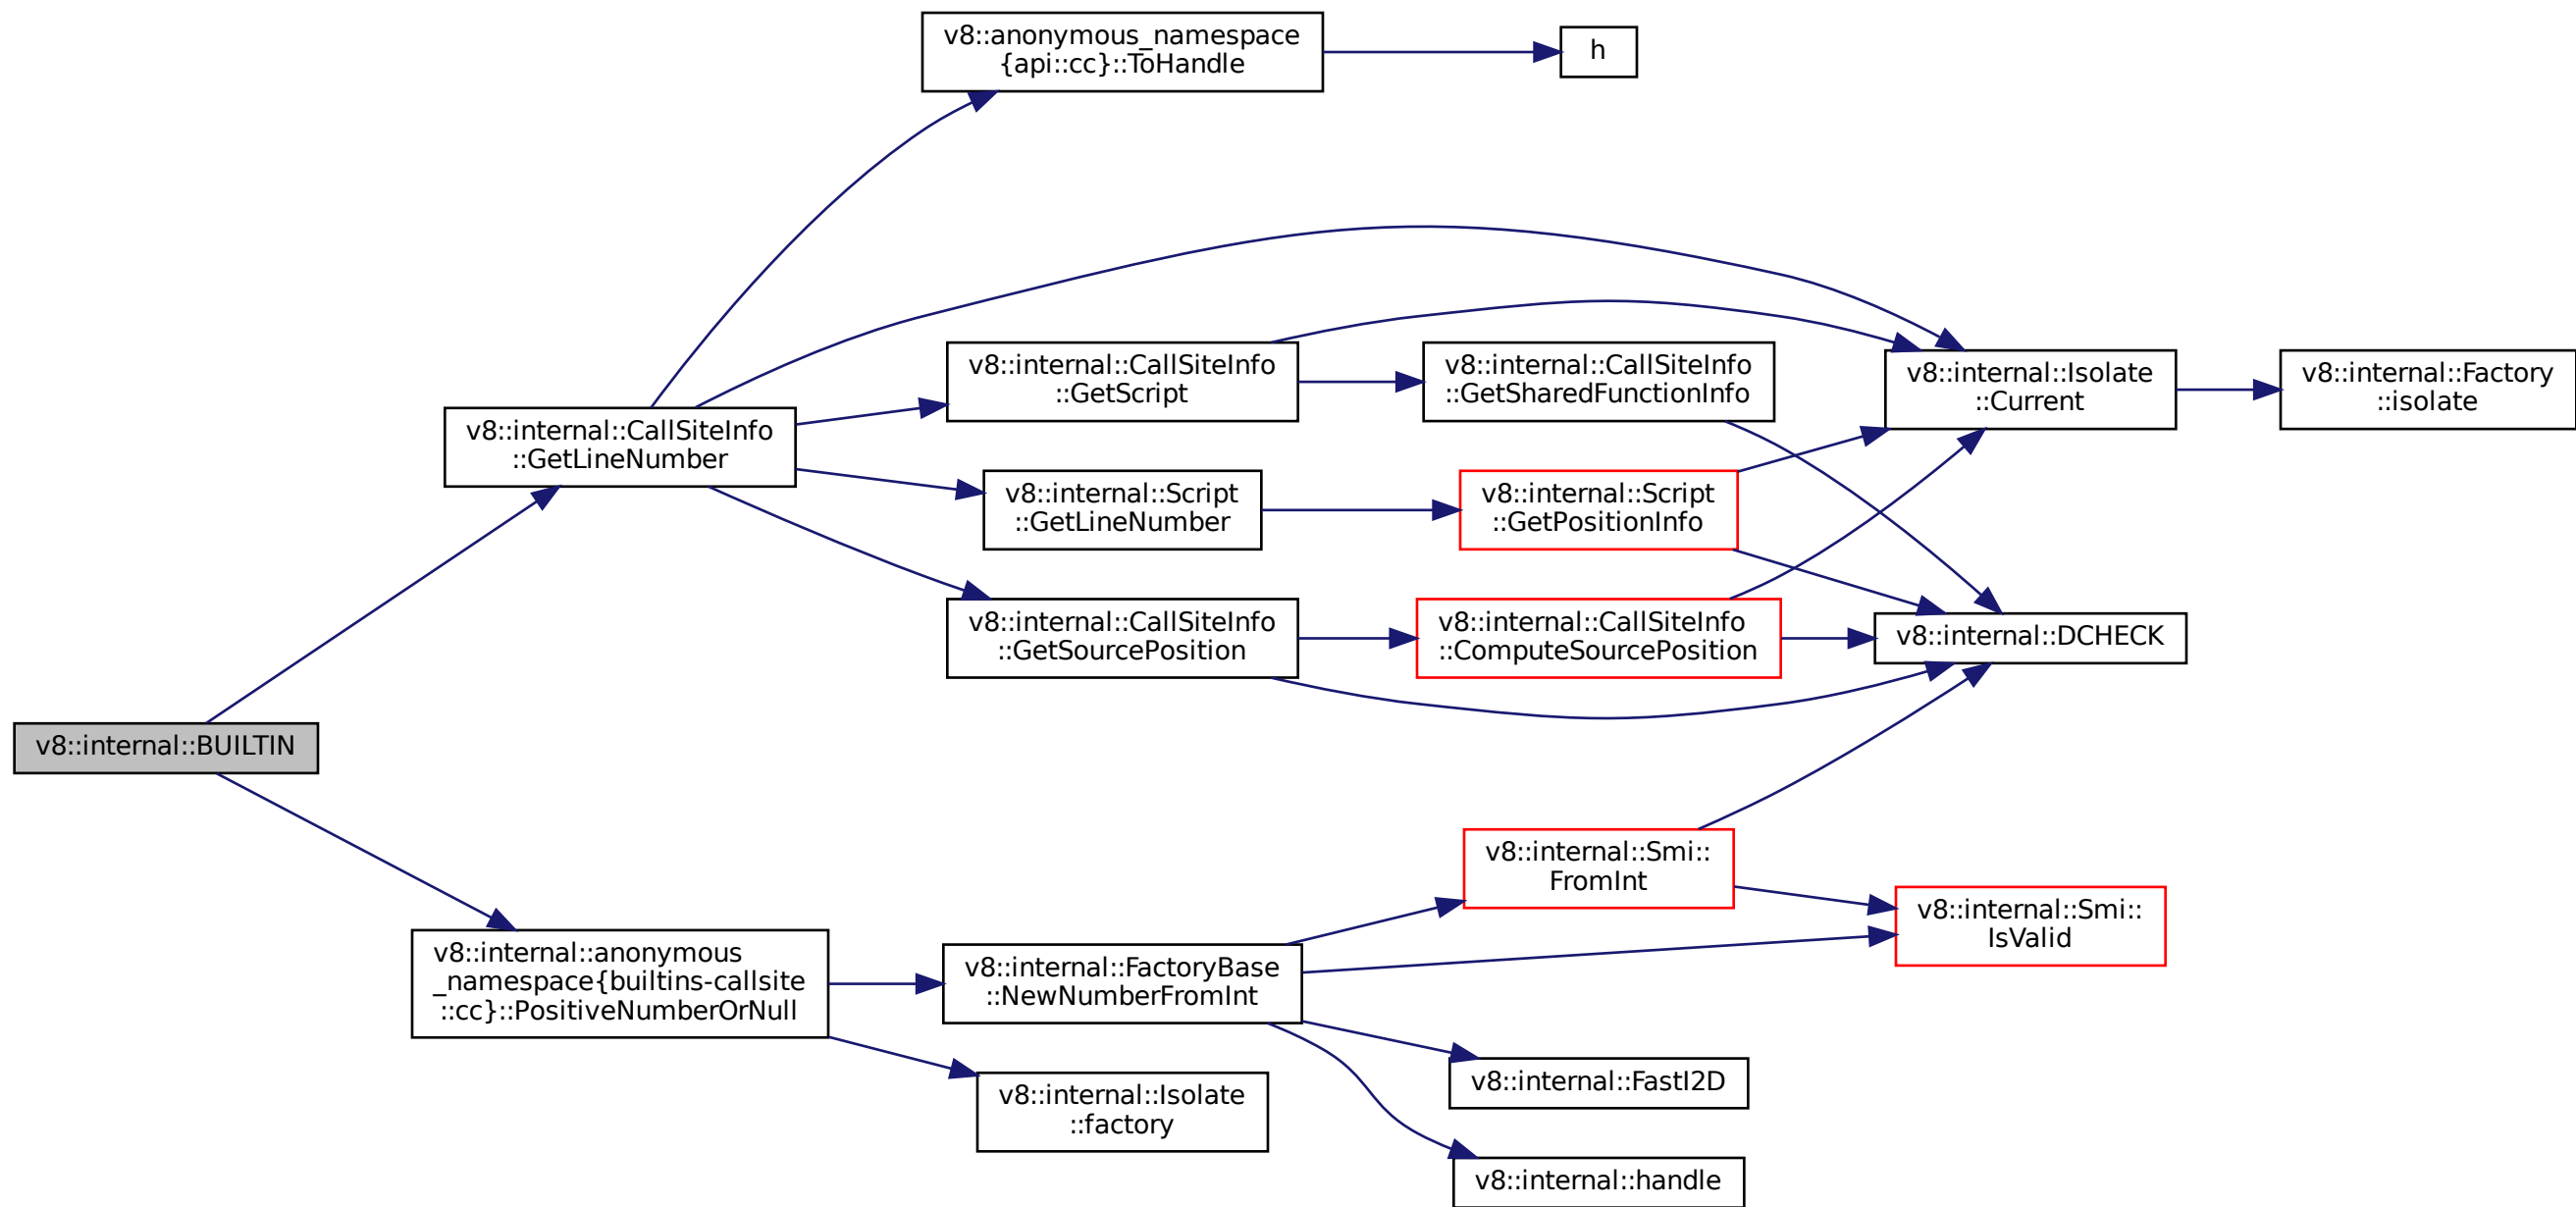 v8::anonymous_namespace
{api::cc}::ToHandle
h
v8::internal::CallSiteInfo
::GetScript
v8::internal::CallSiteInfo
::GetSharedFunctionInfo
v8::internal::Isolate
::Current
v8::internal::Factory
::isolate
v8::internal::CallSiteInfo
::GetLineNumber
v8::internal::Script
::GetLineNumber
v8::internal::Script
::GetPositionInfo
v8::internal::CallSiteInfo
::GetSourcePosition
v8::internal::CallSiteInfo
::ComputeSourcePosition
v8::internal::DCHECK
v8::internal::BUILTIN
v8::internal::Smi::
FromInt
v8::internal::Smi::
IsValid
v8::internal::anonymous
_namespace{builtins-callsite
::cc}::PositiveNumberOrNull
v8::internal::FactoryBase
::NewNumberFromInt
v8::internal::FastI2D
v8::internal::Isolate
::factory
v8::internal::handle